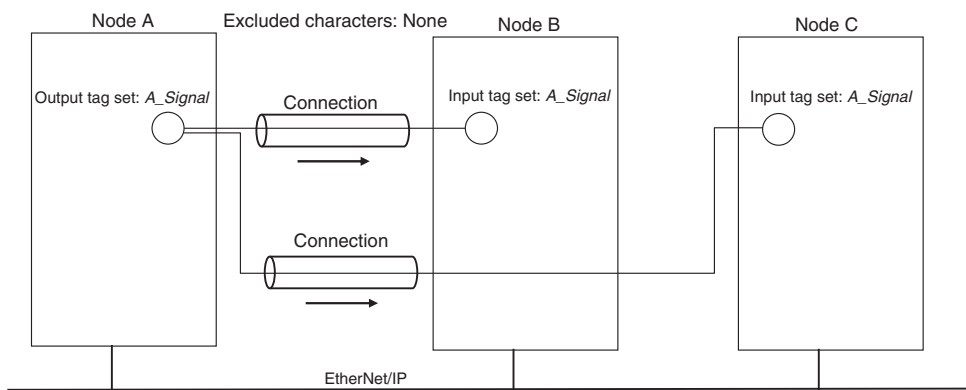 Node A
Excluded characters: None
Node B
Node C
Output tag set: A_Signal
Connection
Input tag set: A_Signal
Input tag set: A_Signal
Connection
EtherNet/IP